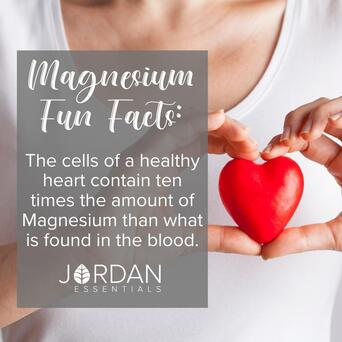 Magnesium
Fun Facts:
The cells of a healthy
heart contain ten
times the amount of
Magnesium than what
is found in the blood.
JORDAN
ESSENTIALS